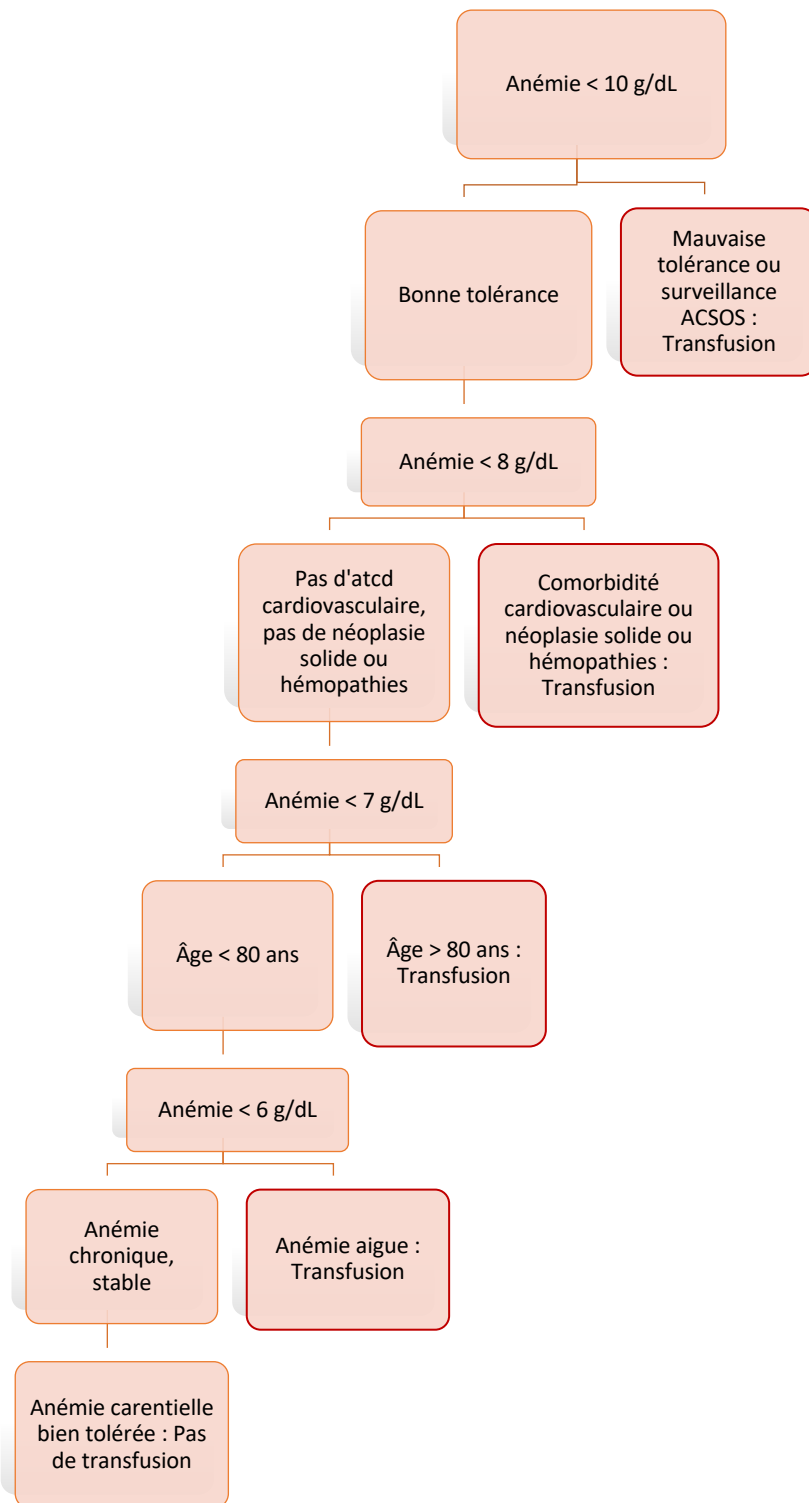 Anémie < 10 g/dL
Bonne tolérance
Mauvaise
tolérance ou
surveillance
ACSOS :
Transfusion
Anémie < 8 g/dL
Pas d'atcd
cardiovasculaire,
pas de néoplasie
solide ou
hémopathies
Comorbidité
cardiovasculaire ou
néoplasie solide ou
hémopathies :
Transfusion
Anémie < 7 g/dL
Âge < 80 ans
Âge > 80 ans :
Transfusion
Anémie < 6 g/dL
Anémie
chronique,
stable
Anémie aigue :
Transfusion
Anémie carentielle
bien tolérée : Pas
de transfusion